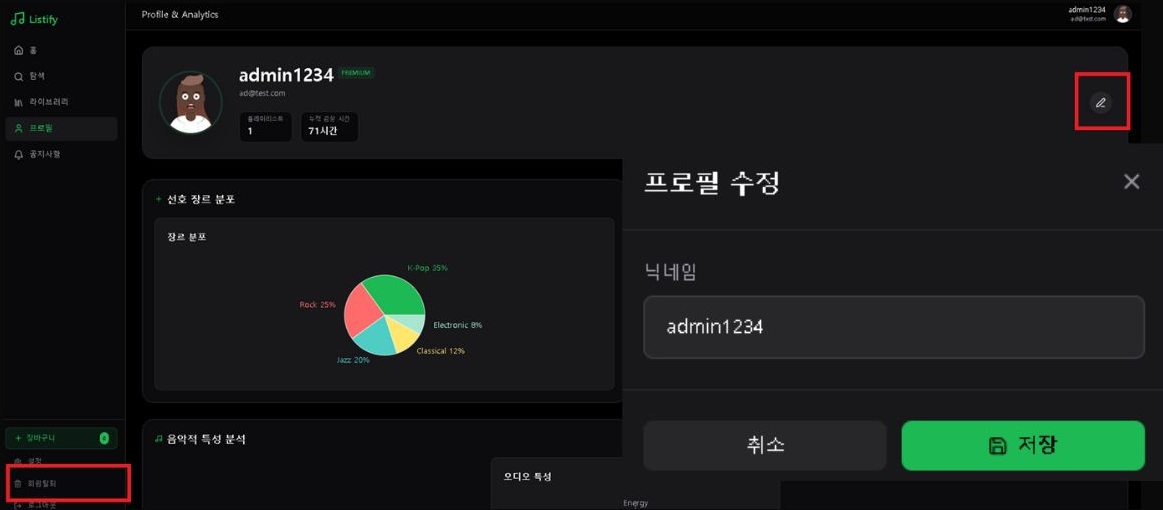 Listify
Profile & Analytics
admin1234
ad@test.com
홈
탐색
라이브러리
프로필
공지사항
admin1234 PREMIUM
ad@test.com
플레이리스트
1
누적 감상 시간
71시간
선호 장르 분포
장르 분포
K-Pop 35%
Rock 25%
Electronic 8%
Classical 12%
Jazz 20%
프로필 수정
닉네임
admin1234
취소
저장
장바구니
설정
회원탈퇴
로그아웃
음악적 특성 분석
오디오 특성
Energy